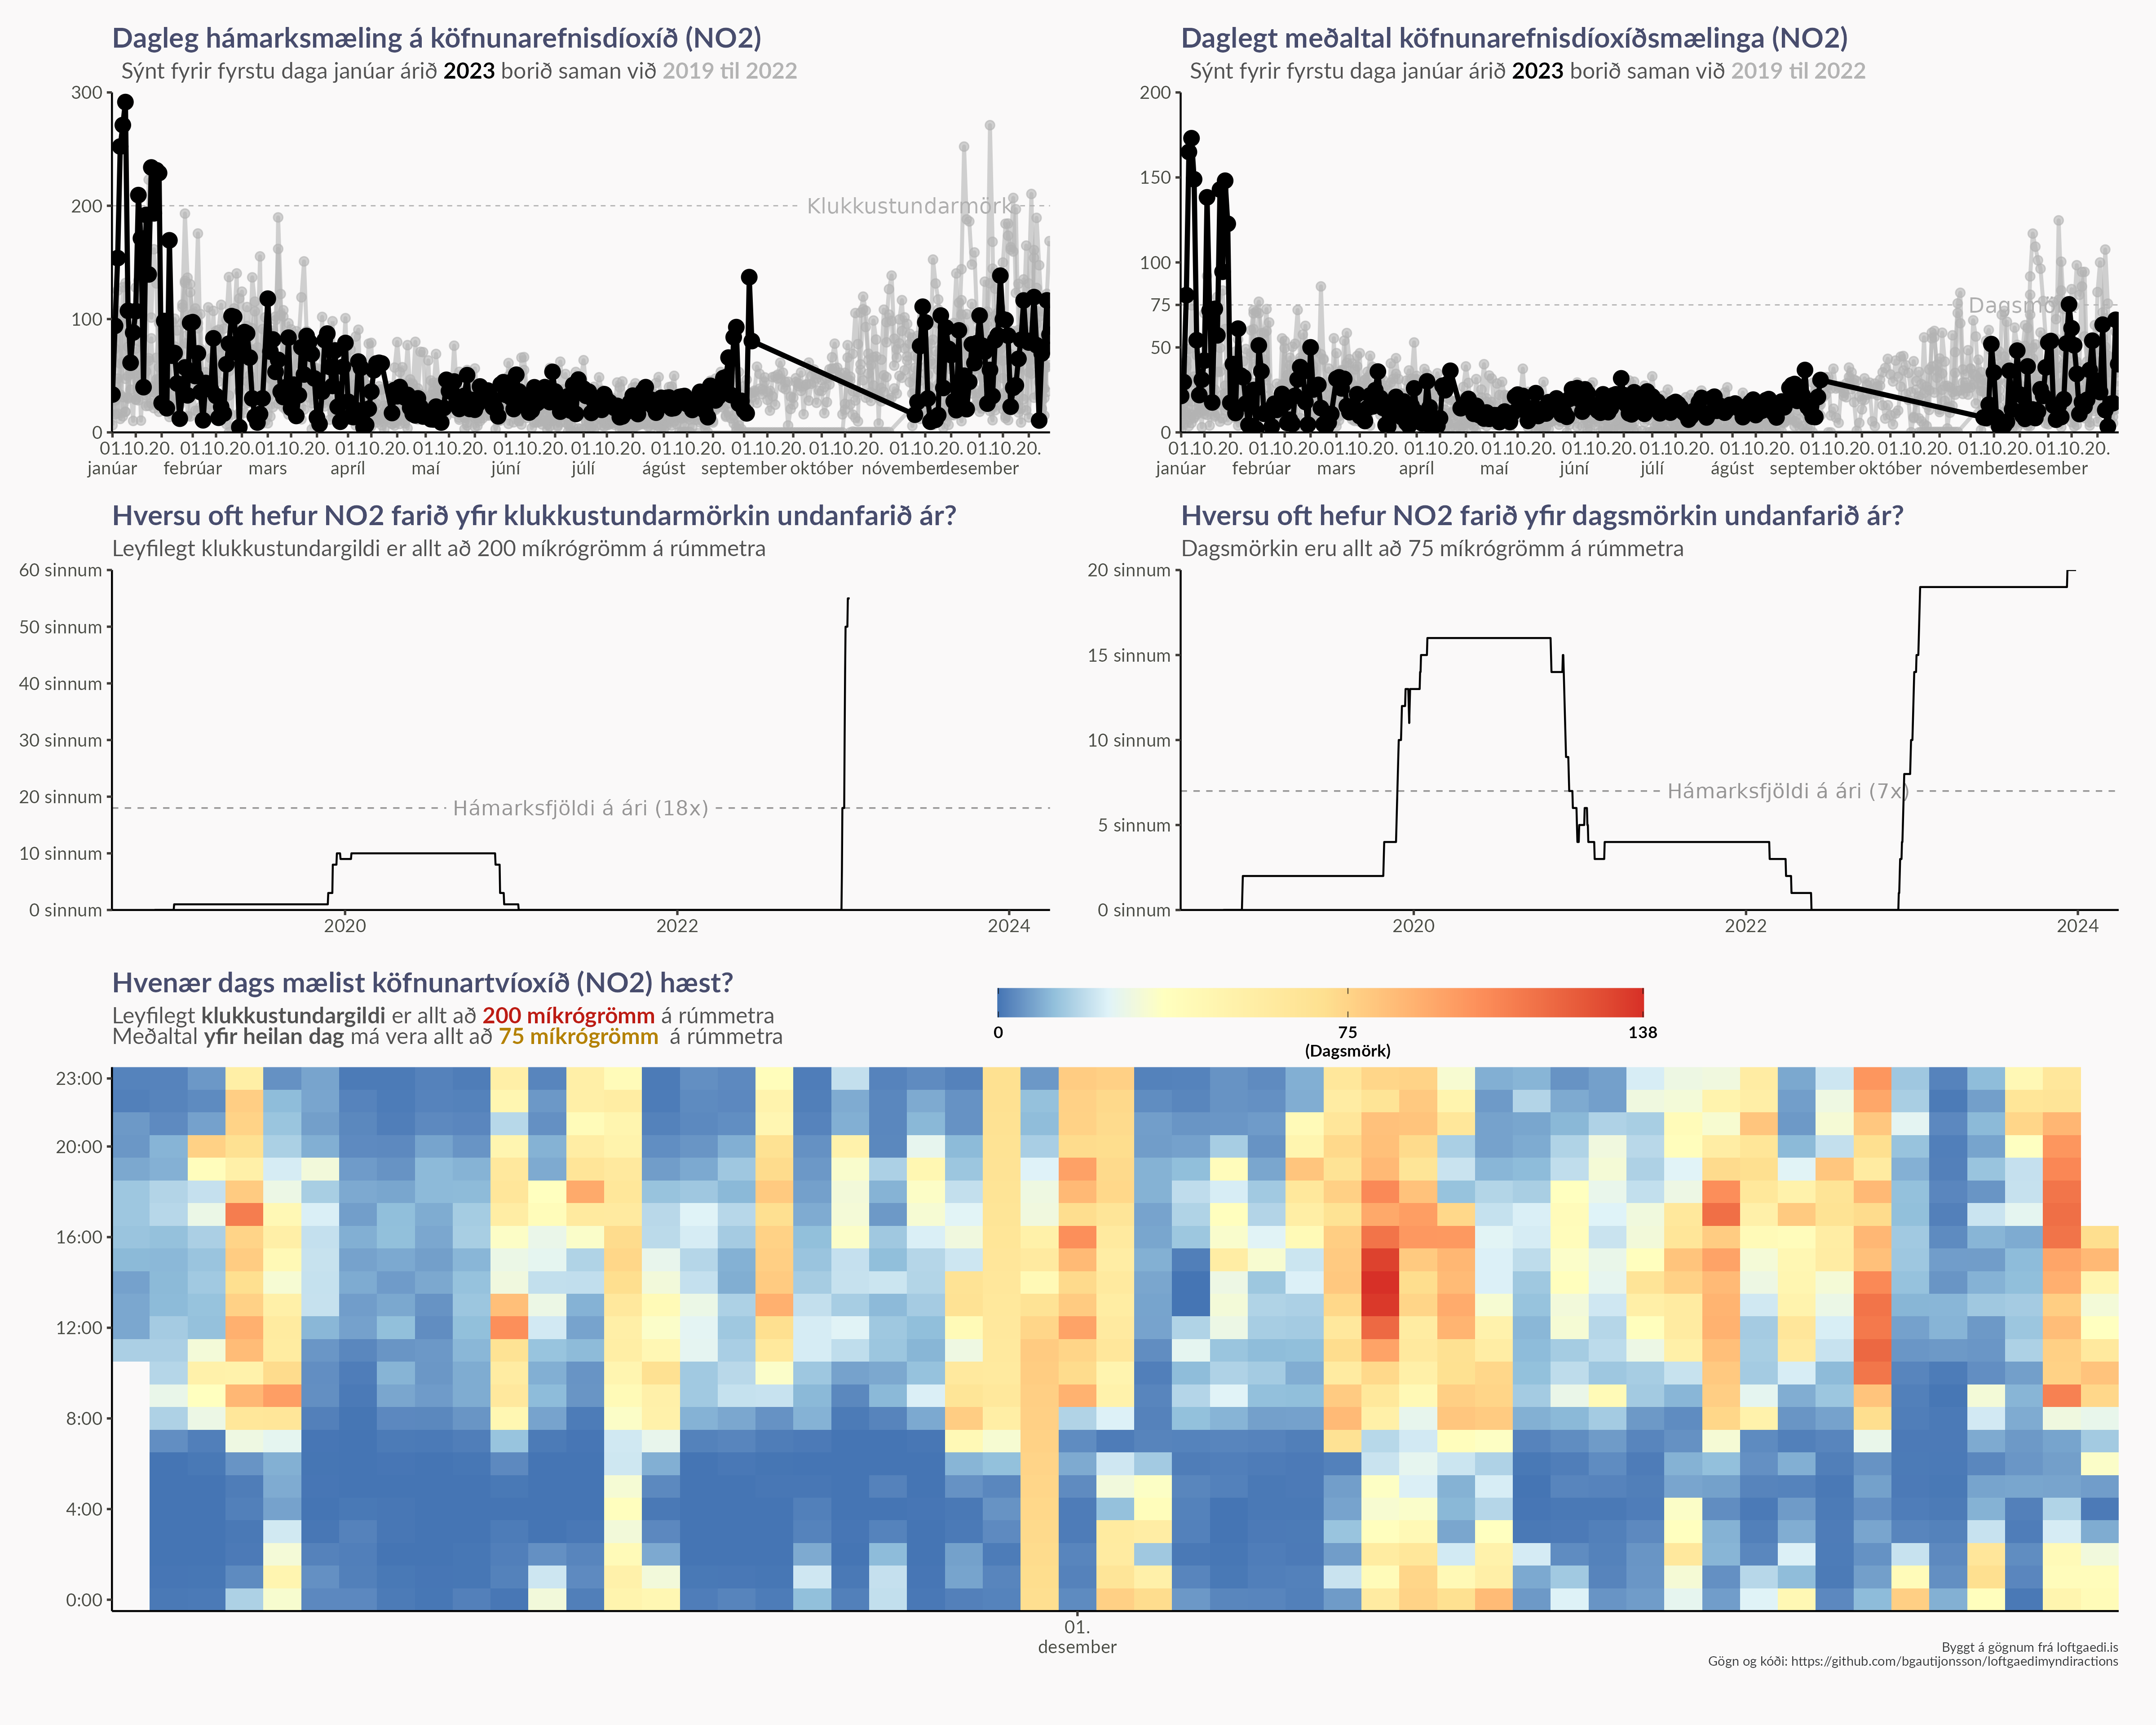 Dagleg hámarksmæling á köfnunarefnisdíoxíð (NO2)
Sýnt fyrir fyrstu daga janúar árið 2023 borið saman við 2019 til 2022
300
200
100
0
Klukkustundarmörk
01.10.20. 01.10.20. 01.10.20. 01.10.20. 01.10.20. 01.10.20. 01.10.20. 01.10.20. 01.10.20. 01.10.20. 01.10.20. 01.10.20.
janúar febrúar mars apríl maí júní júlí ágúst september október nóvember desember
Daglegt meðaltal köfnunarefnisdíoxíðsmælinga (NO2)
Sýnt fyrir fyrstu daga janúar árið 2023 borið saman við 2019 til 2022
200
150
100
75
50
0
01.10.20. 01.10.20. 01.10.20. 01.10.20. 01.10.20. 01.10.20. 01.10.20. 01.10.20. 01.10.20. 01.10.20. 01.10.20. 01.10.20.
janúar febrúar mars apríl maí júní júlí ágúst september október nóvember desember
Hversu oft hefur NO2 farið yfir klukkustundarmörkin undanfarið ár?
Leyfilegt klukkustundargildi er allt að 200 míkrógrömm á rúmmetra
60 sinnum
50 sinnum
40 sinnum
30 sinnum
20 sinnum
10 sinnum
0 sinnum
Hámarksfjöldi á ári (18x)
2020 2022 2024
Hversu oft hefur NO2 farið yfir dagsmörkin undanfarið ár?
Dagsmörkin eru allt að 75 míkrógrömm á rúmmetra
20 sinnum
15 sinnum
10 sinnum
5 sinnum
0 sinnum
Hámarksfjöldi á ári (7x)
2020 2022 2024
Hvenær dags mælist köfnunartvíoxíð (NO2) hæst?
Leyfilegt klukkustundargildi er allt að 200 míkrógrömm á rúmmetra
Meðaltal yfir heilan dag má vera allt að 75 míkrógrömm á rúmmetra
0 75 138
(Dagsmörk)
23:00
20:00
16:00
12:00
8:00
4:00
0:00
01.
desember
Byggt á gögnum frá loftgaedi.is
Gögn og kóði: https://github.com/bgautijonsson/loftgaedimyndiractions